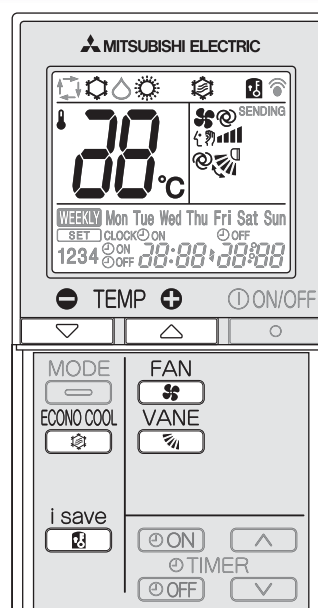 MITSUBISHI ELECTRIC
SENDING
88°C
WEEKLY Mon Tue Wed Thu Fri Sat Sun
SET CLOCK ON OFF
1234 ON OFF 88:88 88:88
TEMP ON/OFF
MODE FAN
ECONO COOL VANE
i save
ON
TIMER
OFF